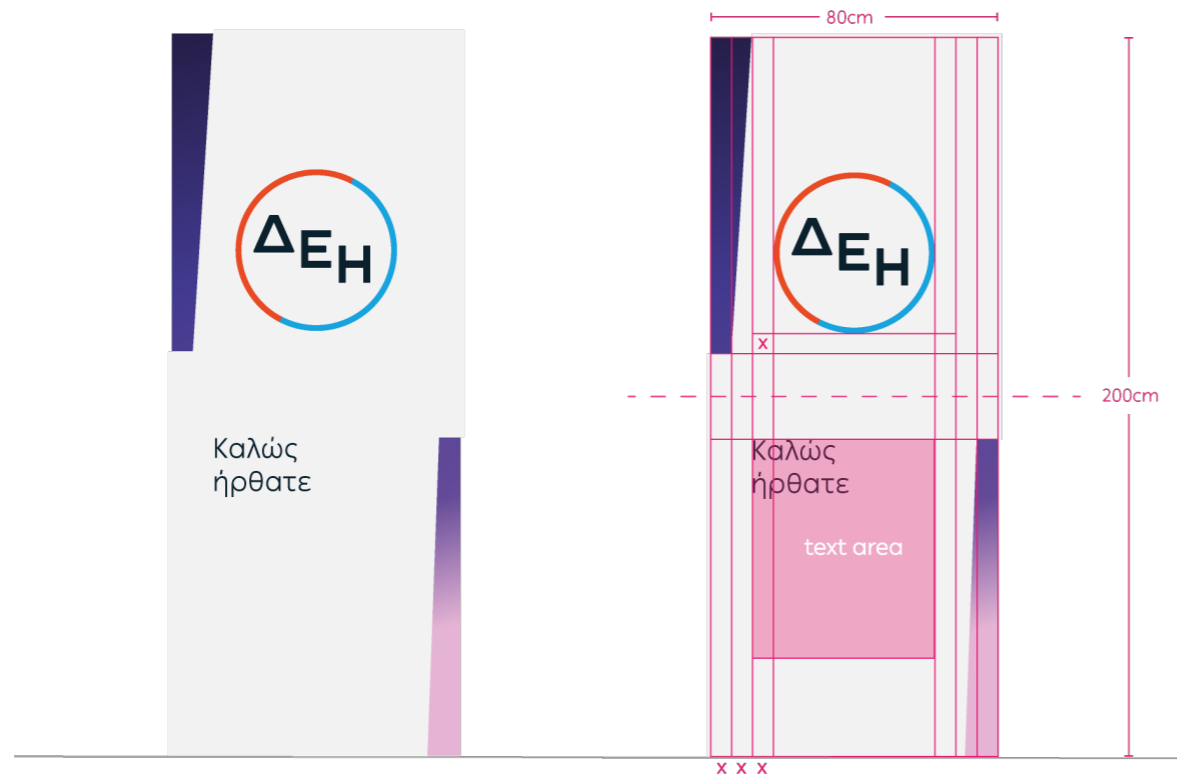 80cm
ΔΕΗ
ΔΕΗ
x
200cm
Καλώς
ήρθατε
Καλώς
ήρθατε
text area
x x x